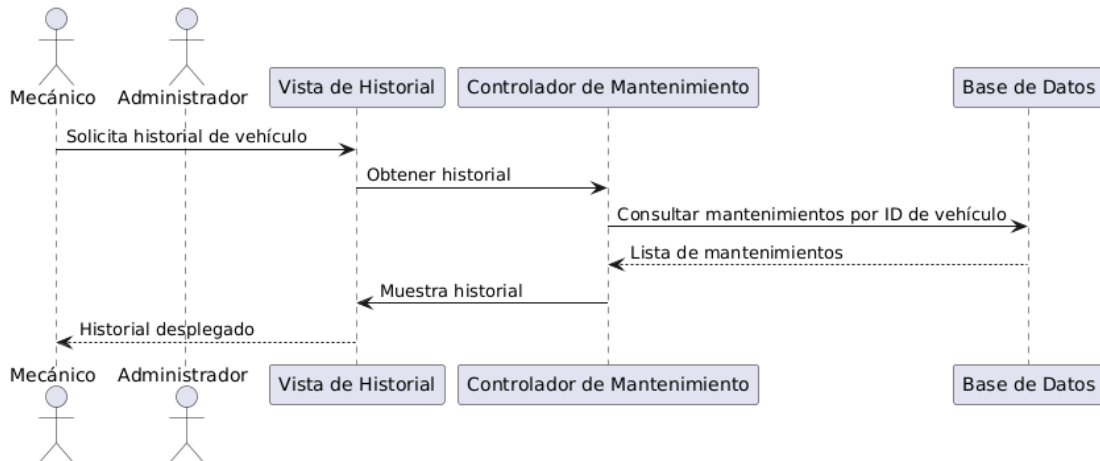 Mecánico
Administrador
Vista de Historial
Controlador de Mantenimiento
Base de Datos
Solicita historial de vehículo
Obtener historial
Consultar mantenimientos por ID de vehículo
Lista de mantenimientos
Muestra historial
Historial desplegado
Mecánico
Administrador
Vista de Historial
Controlador de Mantenimiento
Base de Datos